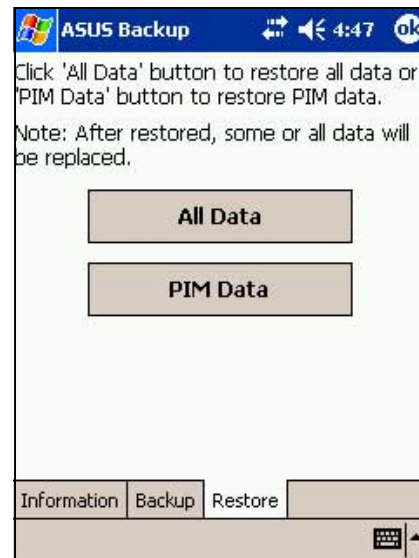 ASUS Backup 4:47 ok
Click 'All Data' button to restore all data or
'PIM Data' button to restore PIM data.
Note: After restored, some or all data will
be replaced.
All Data
PIM Data
Information Backup Restore